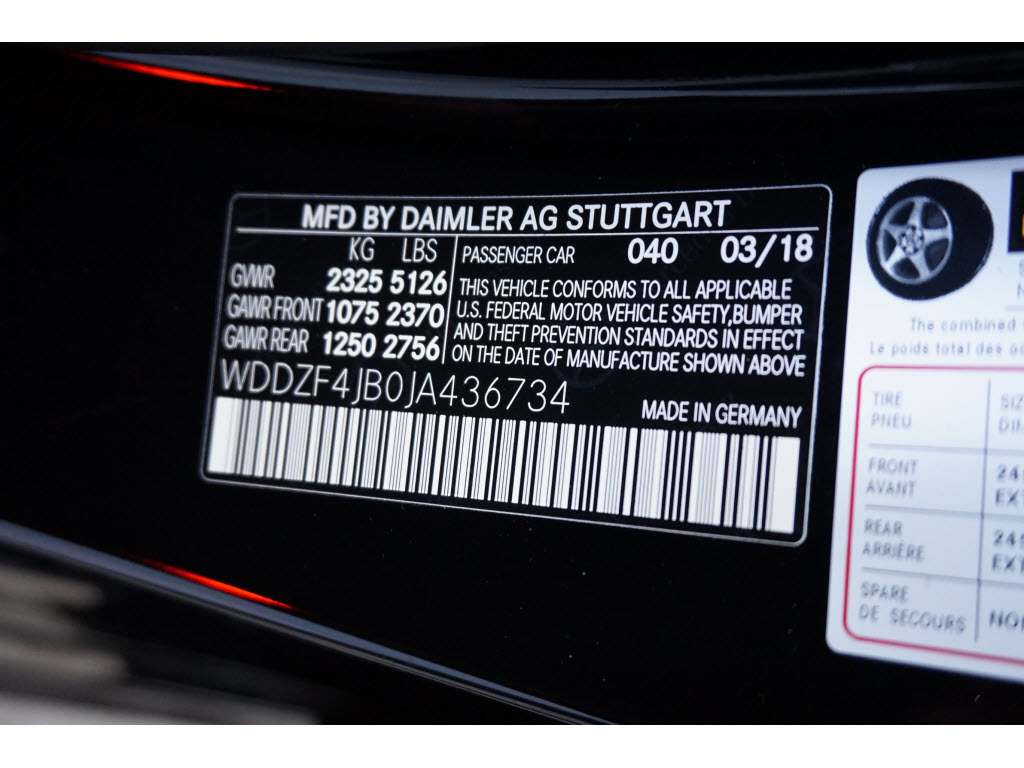 MFD BY DAIMLER AG STUTTGART
KG LBS
GVWR 2325 5126
GAWR FRONT 1075 2370
GAWR REAR 1250 2756
PASSENGER CAR 040 03/18
THIS VEHICLE CONFORMS TO ALL APPLICABLE
U.S. FEDERAL MOTOR VEHICLE SAFETY, BUMPER
AND THEFT PREVENTION STANDARDS IN EFFECT
ON THE DATE OF MANUFACTURE SHOWN ABOVE
WDDZF4JB0JA436734
MADE IN GERMANY
The combined
Le poids total des
TIRE
PNEU
FRONT
AVANT
REAR
ARRIÈRE
SPARE
DE SECOURS